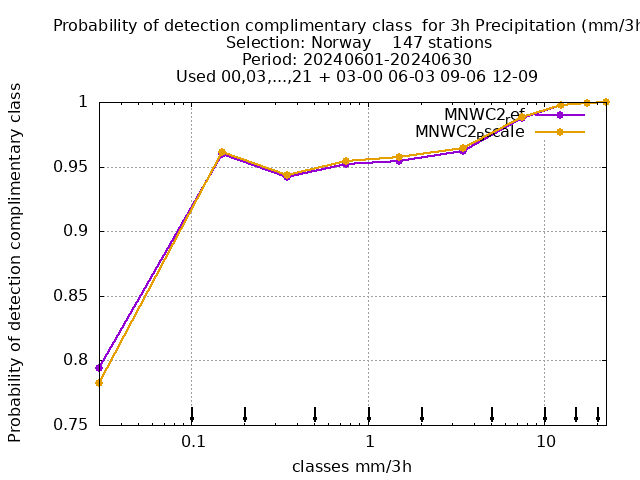 Probability of detection complimentary class  for 3h Precipitation (mm/3h
Selection: Norway    147 stations
Period: 20240601-20240630
Used 00,03,...,21 + 03-00 06-03 09-06 12-09
Probability of detection complimentary class
1
0.95
0.9
0.85
0.8
0.75
MNWC2ref
MNWC2pscale
0.1
1
10
classes mm/3h